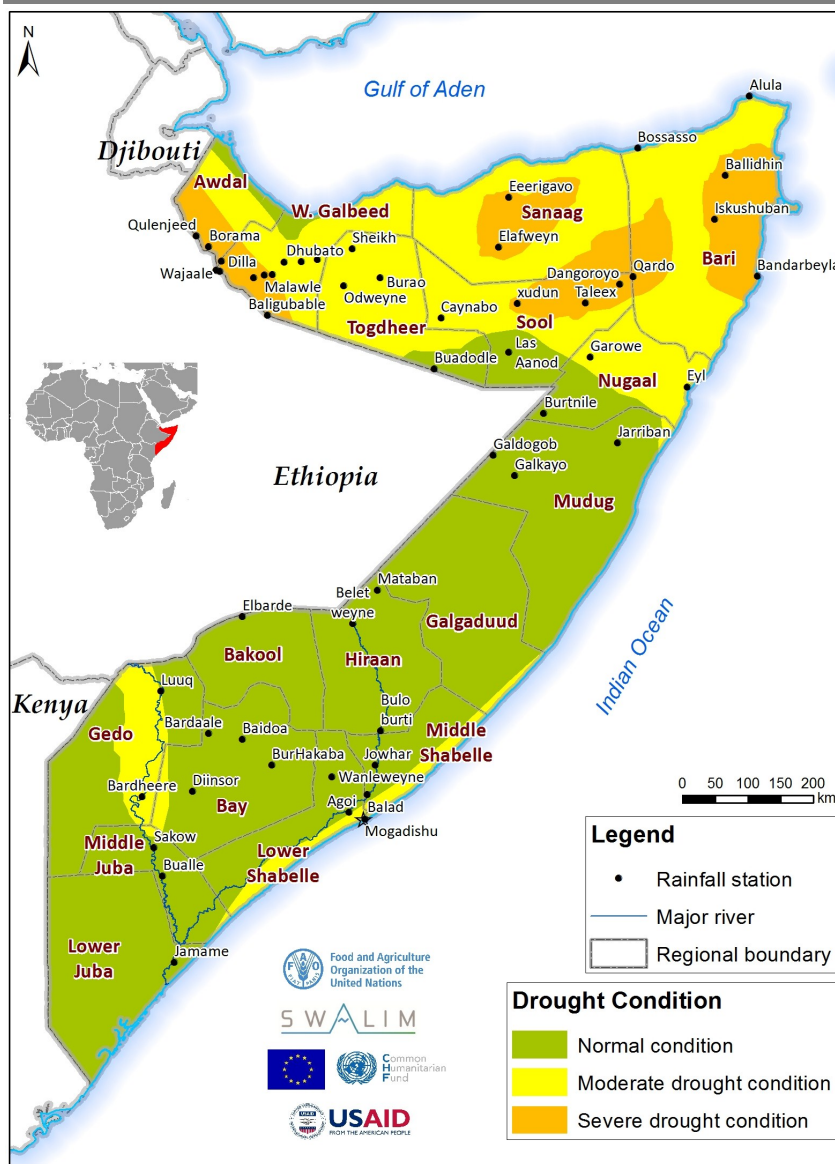 N
Gulf of Aden
Alula
Djibouti
Bossasso
Ballidhin
Awdal
W. Galbeed
Eeerigavo
Sanaag
Iskushuban
Qulenjeed
Borama
Sheikh
Elafweyn
Bari
Dhubato
Dilla
Wajaale
Qardo
Dangoroyo
Bandarbeyla
Malawle
Burao
Odweyne
xudun
Taleex
Baligubable
Caynabo
Togdheer
Sool
Las
Aanod
Garowe
Buadodle
Nugaal
Eyl
Burtnile
Jarriban
Galdogob
Galkayo
Ethiopia
Mudug
Mataban
Belet
weyne
Elbarde
Galgaduud
Bakool
Hiraan
Indian Ocean
Luuq
Kenya
Bulo
burti
Gedo
Bardaale
Baidoa
Middle
Shabelle
BurHakaba
Jowhar
Wanleweyne
Bardheere
Diinsor
Bay
Agoi
Balad
Mogadishu
Sakow
Middle
Juba
Bualle
Lower
Shabelle
Lower
Juba
Jamame
0 50 100 150 200
km
Legend
Rainfall station
Major river
Regional boundary
Drought Condition
Normal condition
Moderate drought condition
Severe drought condition
FAO
FIAT PANIS
Food and Agriculture
Organization of the
United Nations
SWALIM
Common
Humanitarian
Fund
USAID
FROM THE AMERICAN PEOPLE